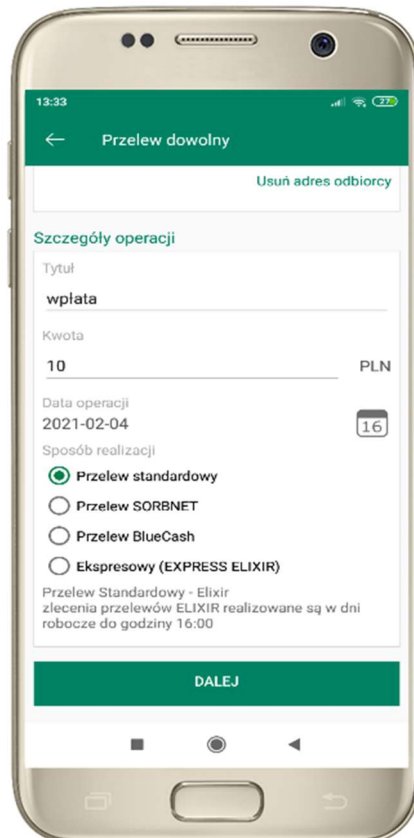 13:33
27
Przelew dowolny
Usuń adres odbiorcy
Szczegóły operacji
Tytuł
wpłata
Kwota
10 PLN
Data operacji
2021-02-04
16
Sposób realizacji
Przelew standardowy
Przelew SORBNET
Przelew BlueCash
Ekspresowy (EXPRESS ELIXIR)
Przelew Standardowy - Elixir
zlecenia przelewów ELIXIR realizowane są w dni
robocze do godziny 16:00
DALEJ